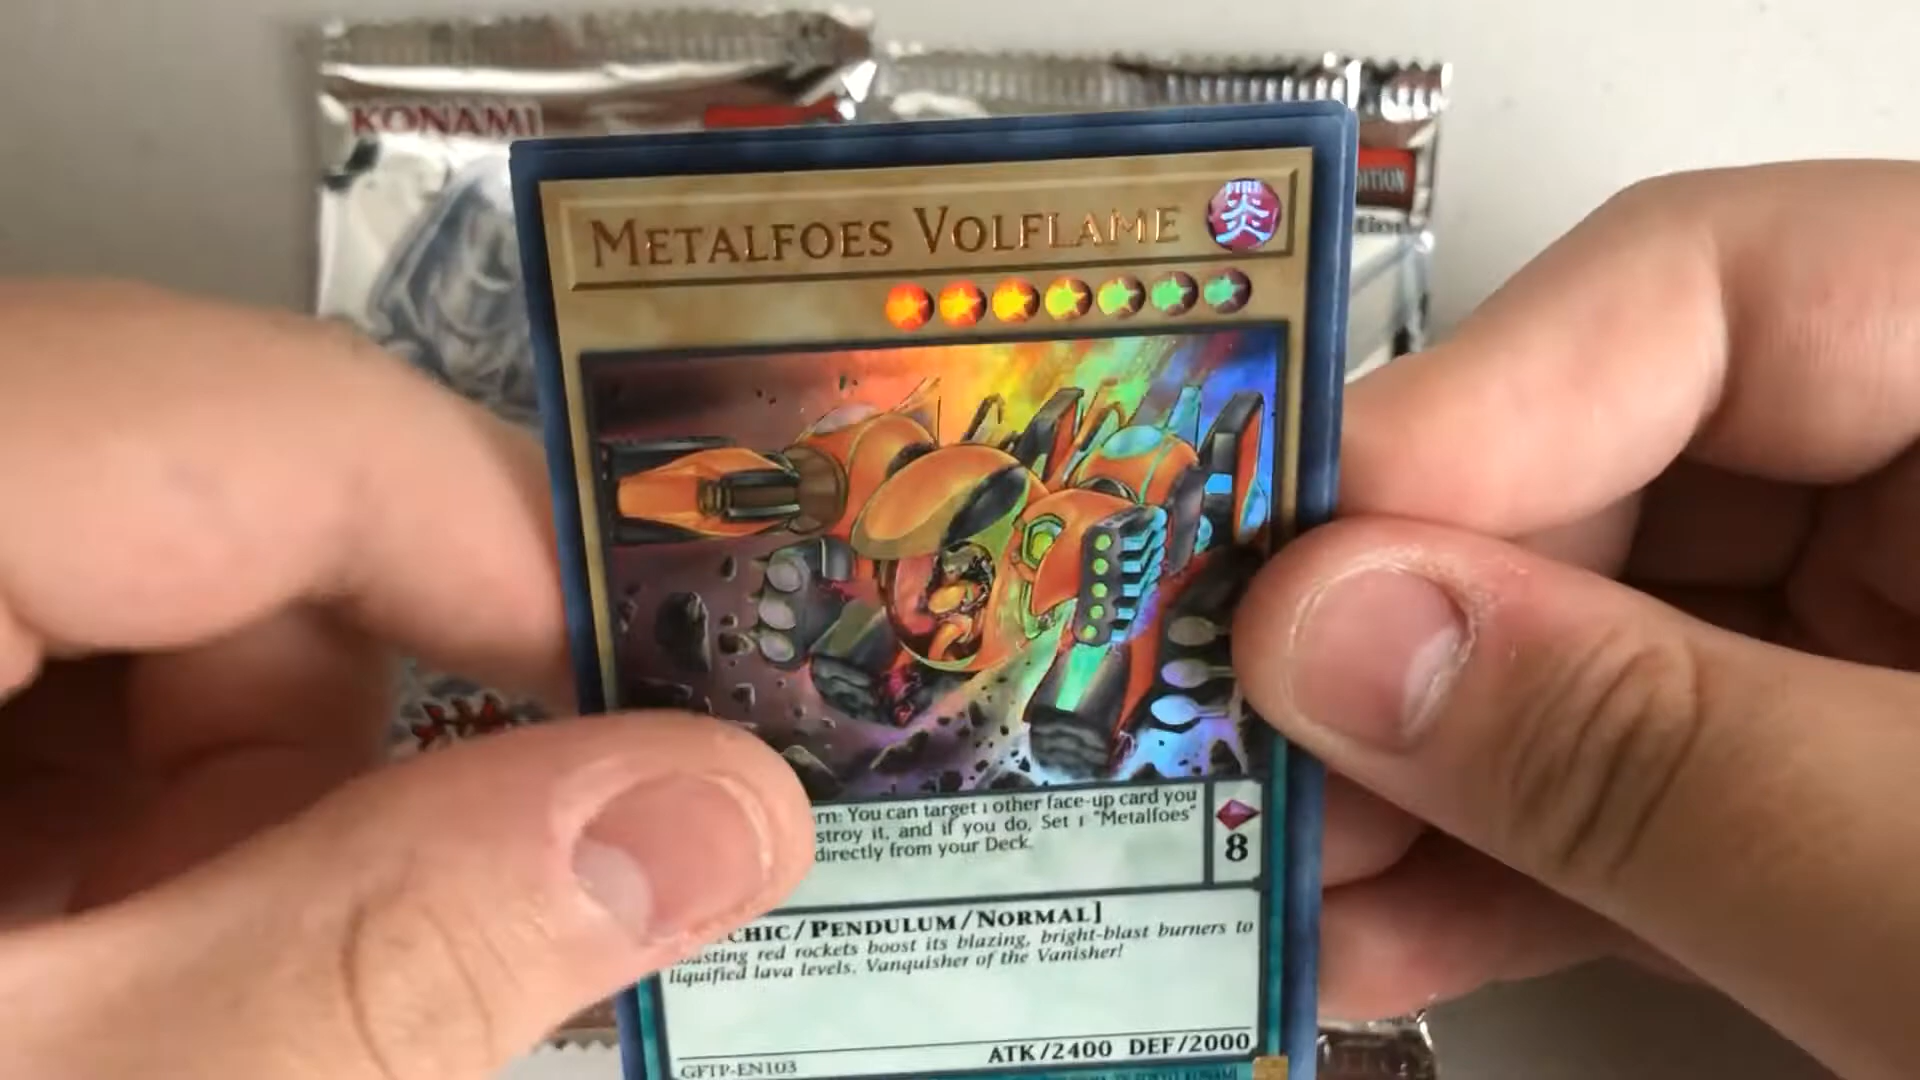 KONAMI
METALFOES VOLFLAME
FIRE
炎
rn: You can target 1 other face-up card you
stroy it, and if you do, Set 1 "Metalfoes"
directly from your Deck.
8
CHIC/PENDULUM/NORMAL]
asting red rockets boost its blazing, bright-blast burners to
liquified lava levels. Vanquisher of the Vanisher!
ATK/2400 DEF/2000
GFTP-EN103